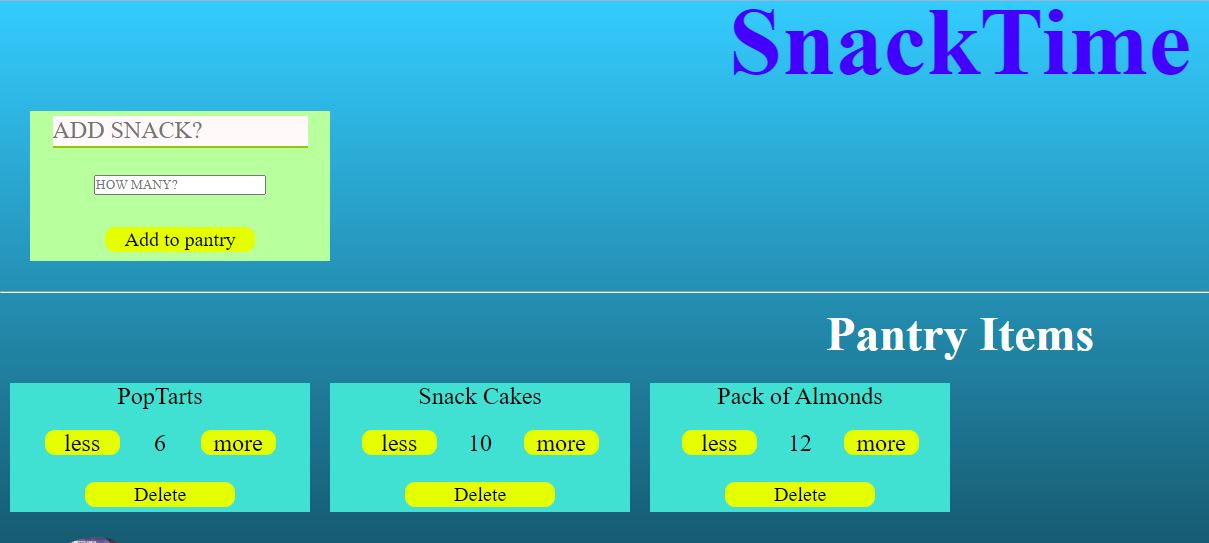 SnackTime
ADD SNACK?
HOW MANY?
Add to pantry
Pantry Items
PopTarts
less 6 more
Delete
Snack Cakes
less 10 more
Delete
Pack of Almonds
less 12 more
Delete